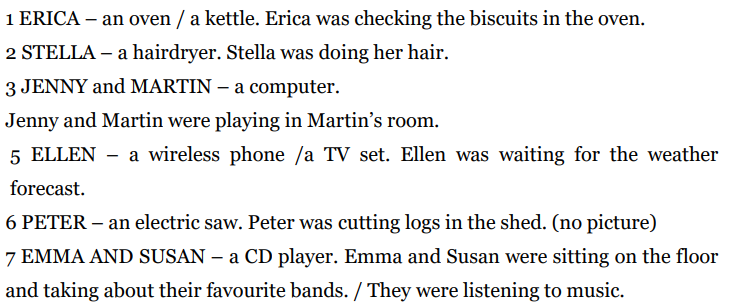 1 ERICA – an oven / a kettle. Erica was checking the biscuits in the oven.
2 STELLA – a hairdryer. Stella was doing her hair.
3 JENNY and MARTIN – a computer.
Jenny and Martin were playing in Martin’s room.
5 ELLEN – a wireless phone /a TV set. Ellen was waiting for the weather
forecast.
6 PETER – an electric saw. Peter was cutting logs in the shed. (no picture)
7 EMMA AND SUSAN – a CD player. Emma and Susan were sitting on the floor
and taking about their favourite bands. / They were listening to music.